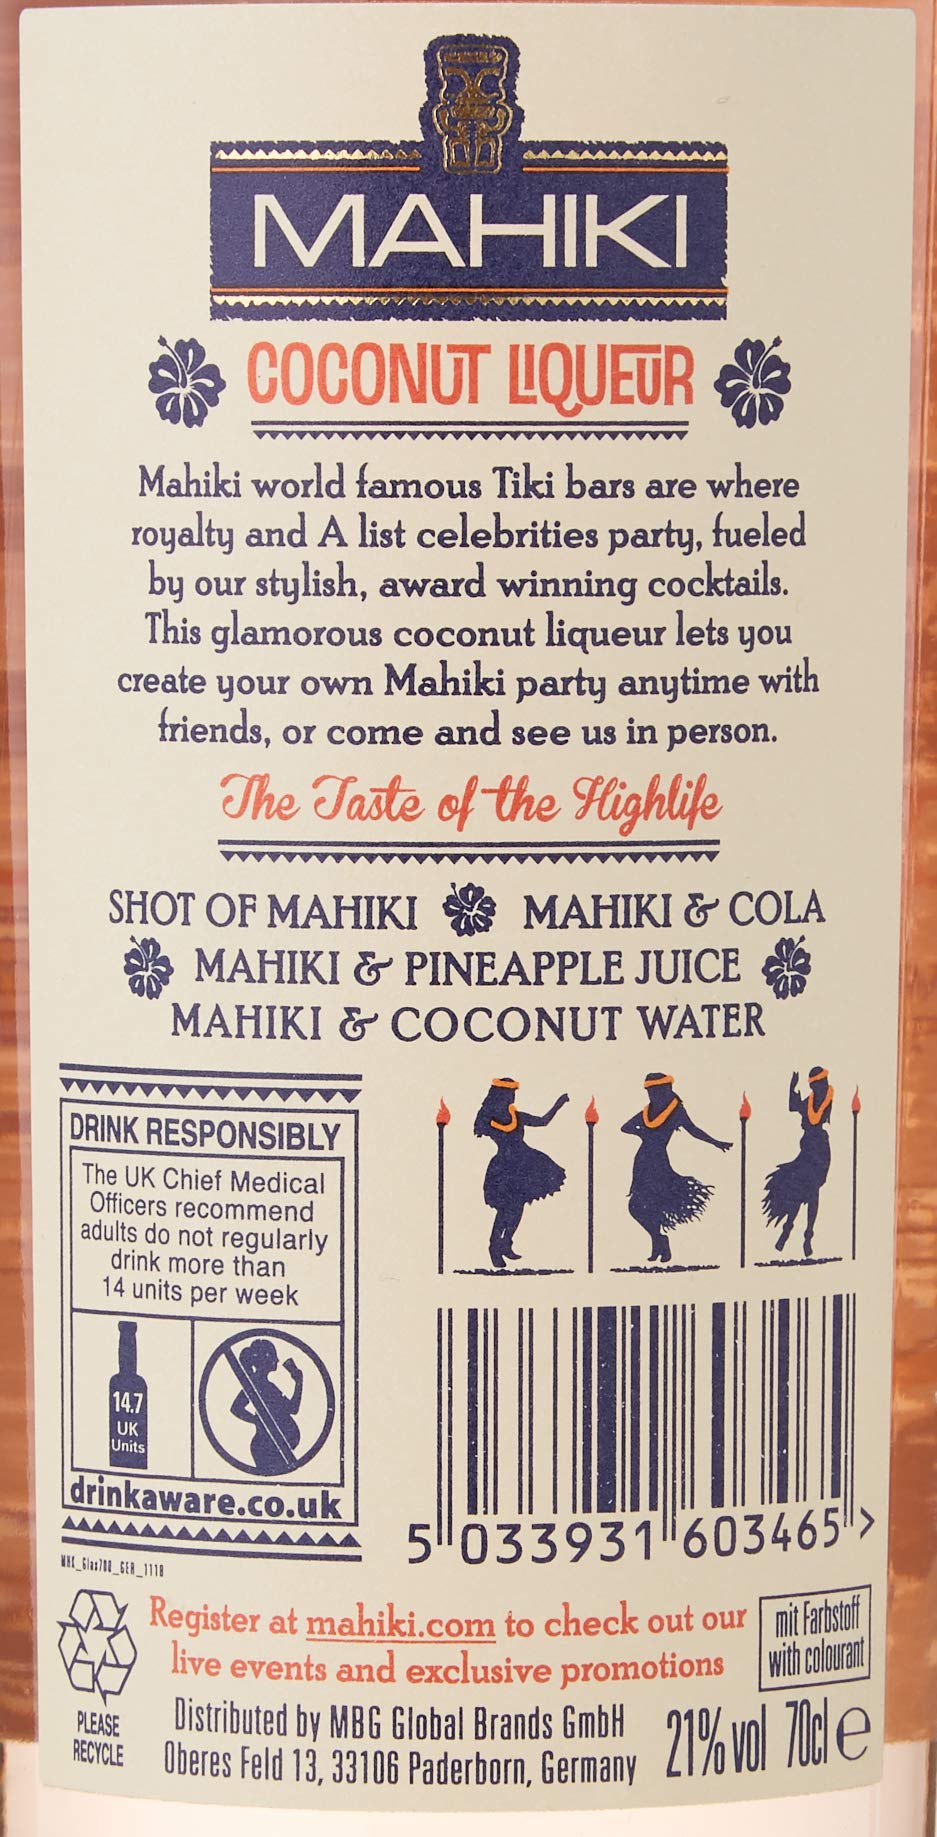 MAHIKI
COCONUT LIQUEUR
Mahiki world famous Tiki bars are where
royalty and A list celebrities party, fueled
by our stylish, award winning cocktails.
This glamorous coconut liqueur lets you
create your own Mahiki party anytime with
friends, or come and see us in person.
The Taste of the Highlife
SHOT OF MAHIKI MAHIKI & COLA
MAHIKI & PINEAPPLE JUICE
MAHIKI & COCONUT WATER
DRINK RESPONSIBLY
The UK Chief Medical
Officers recommend
adults do not regularly
drink more than
14 units per week
14.7
UK
Units
drinkaware.co.uk
5 033931 603465 >
MHK_Glas700_GER_1118
Register at mahiki.com to check out our
live events and exclusive promotions
mit Farbstoff
with colourant
PLEASE
RECYCLE
Distributed by MBG Global Brands GmbH
Oberes Feld 13, 33106 Paderborn, Germany
21% vol 70cl e